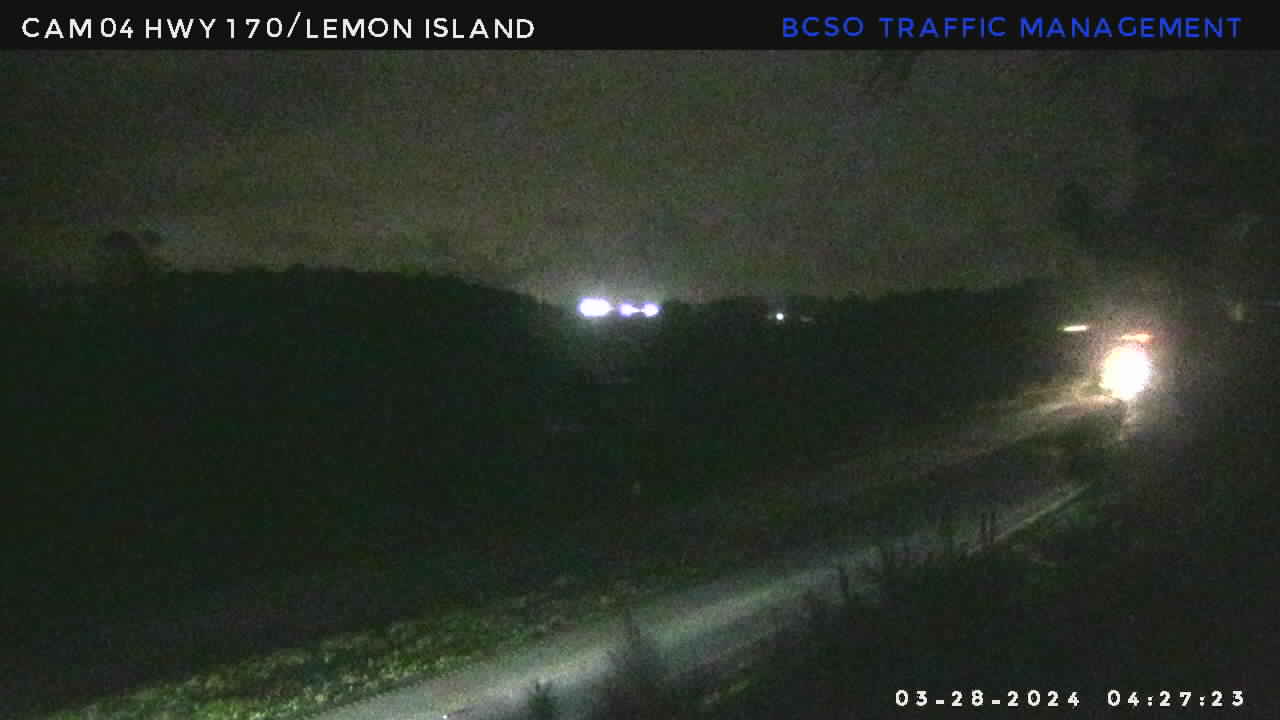 CAM04 HWY 170/LEMON ISLAND
BCSO TRAFFIC MANAGEMENT
03-28-2024 04:27:23